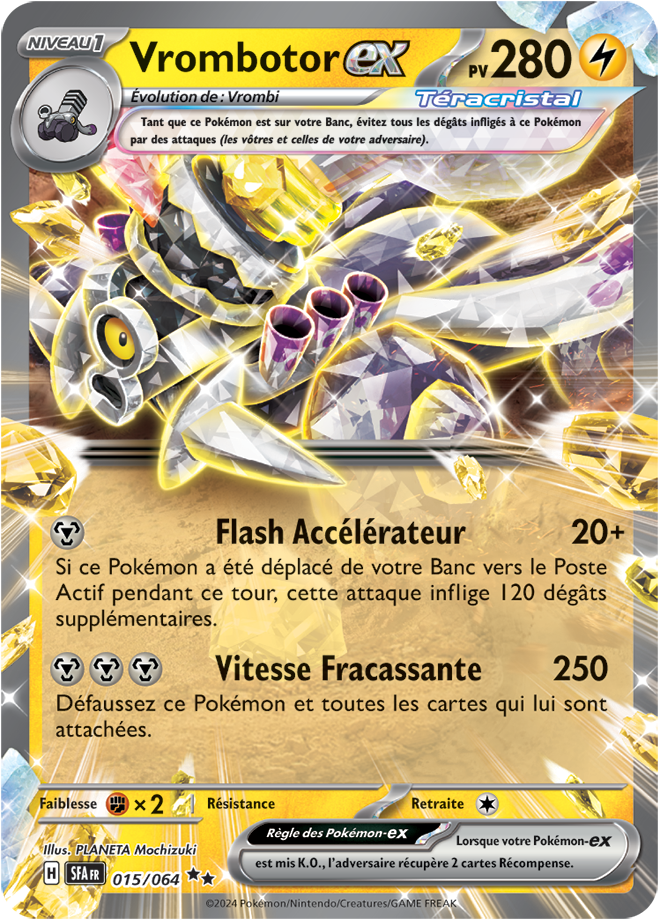 NIVEAU 1
Vrombotor ex
PV 280
Évolution de : Vrombi
Téracristal
Tant que ce Pokémon est sur votre Banc, évitez tous les dégâts infligés à ce Pokémon
par des attaques (les vôtres et celles de votre adversaire).
Flash Accélérateur 20+
Si ce Pokémon a été déplacé de votre Banc vers le Poste
Actif pendant ce tour, cette attaque inflige 120 dégâts
supplémentaires.
Vitesse Fracassante 250
Défaussez ce Pokémon et toutes les cartes qui lui sont
attachées.
Faiblesse ×2 Résistance Retraite
Illus. PLANETA Mochizuki
Règle des Pokémon-ex Lorsque votre Pokémon-ex
est mis K.O., l'adversaire récupère 2 cartes Récompense.
H SFA FR 015/064
©2024 Pokémon/Nintendo/Creatures/GAME FREAK